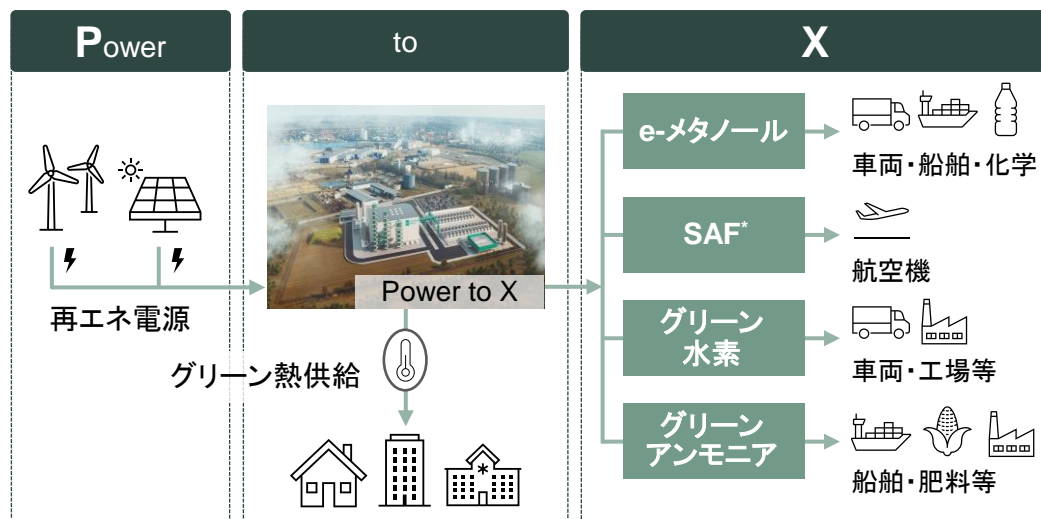 Power
to
X
再エネ電源
Power to X
グリーン熱供給
e-メタノール
車両・船舶・化学
SAF*
航空機
グリーン
水素
車両・工場等
グリーン
アンモニア
船舶・肥料等